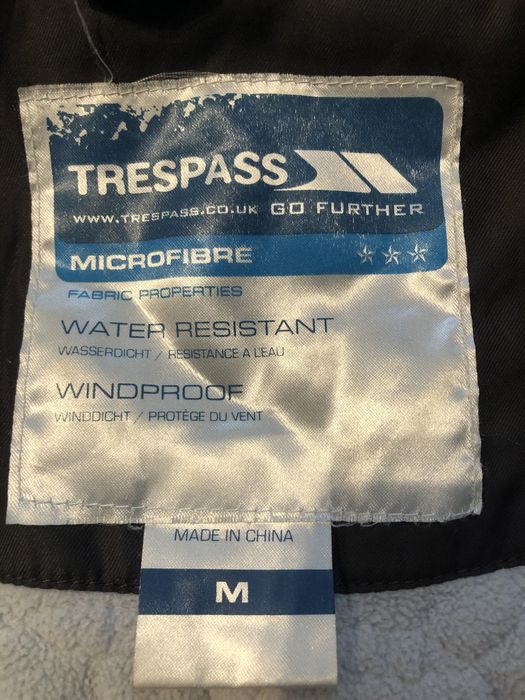 TRESPASS
WWW.TRESPASS.CO.UK GO FURTHER
MICROFIBRE
FABRIC PROPERTIES
WATER RESISTANT
WASSERDICHT / RESISTANCE A L'EAU
WINDPROOF
WINDDICHT / PROTÈGE DU VENT
MADE IN CHINA
M